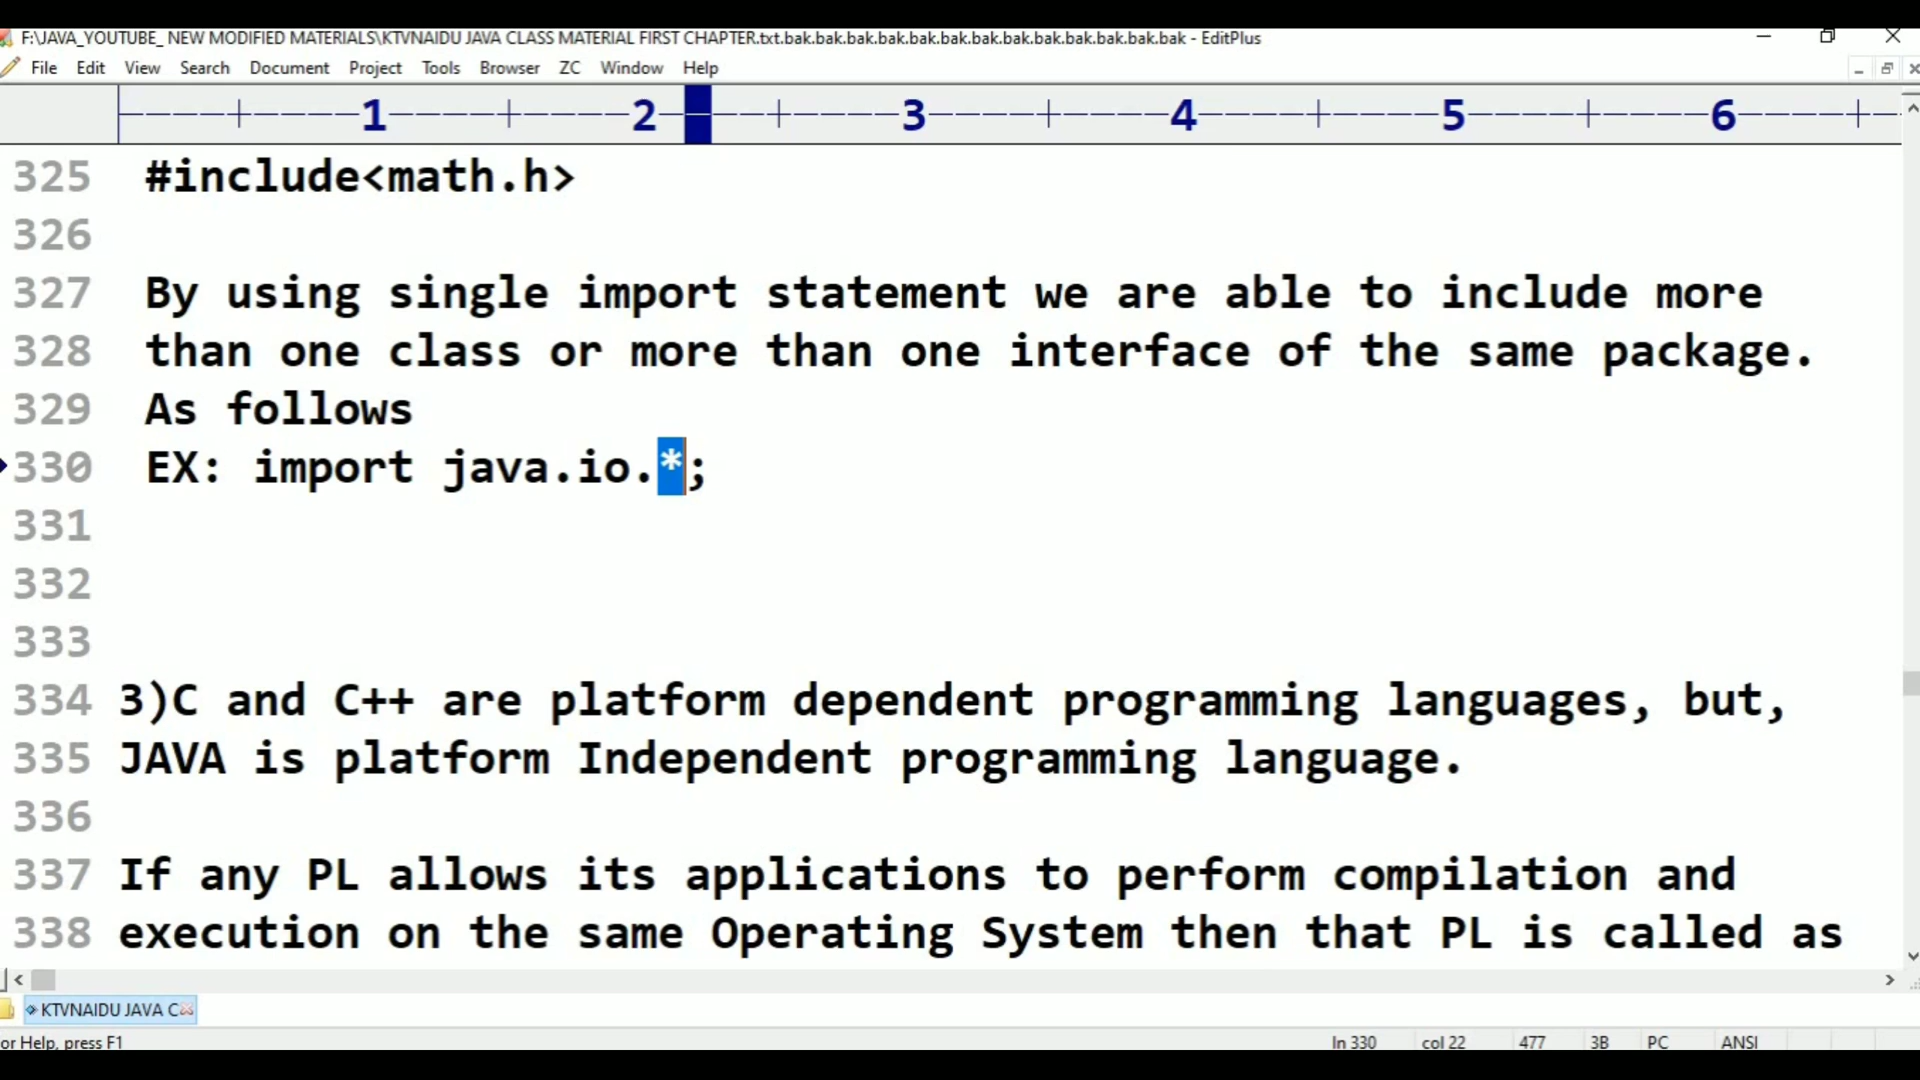 F:\JAVA_YOUTUBE_ NEW MODIFIED MATERIALS\KTVNAIDU JAVA CLASS MATERIAL FIRST CHAPTER.txt.bak.bak.bak.bak.bak.bak.bak.bak.bak.bak.bak.bak.bak - EditPlus
File Edit View Search Document Project Tools Browser ZC Window Help
1 2 3 4 5 6
325 #include<math.h>
326
327 By using single import statement we are able to include more
328 than one class or more than one interface of the same package.
329 As follows
330 EX: import java.io.*;
331
332
333
334 3)C and C++ are platform dependent programming languages, but,
335 JAVA is platform Independent programming language.
336
337 If any PL allows its applications to perform compilation and
338 execution on the same Operating System then that PL is called as
KTVNAIDU JAVA C
or Help, press F1 ln 330 col 22 477 3B PC ANSI